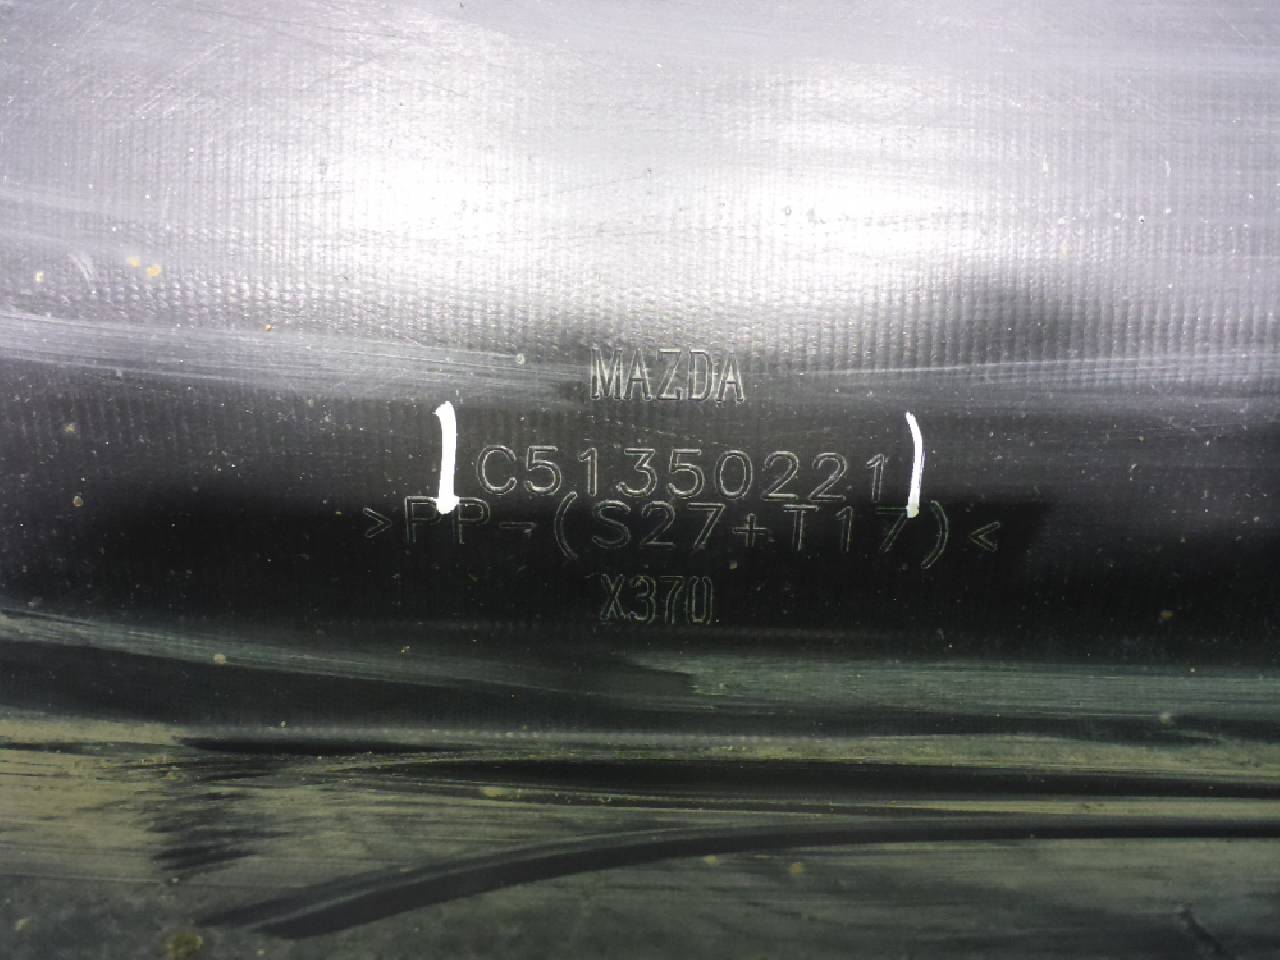 MAZDA
C51350221
>PP-(S27+T17)<
X370